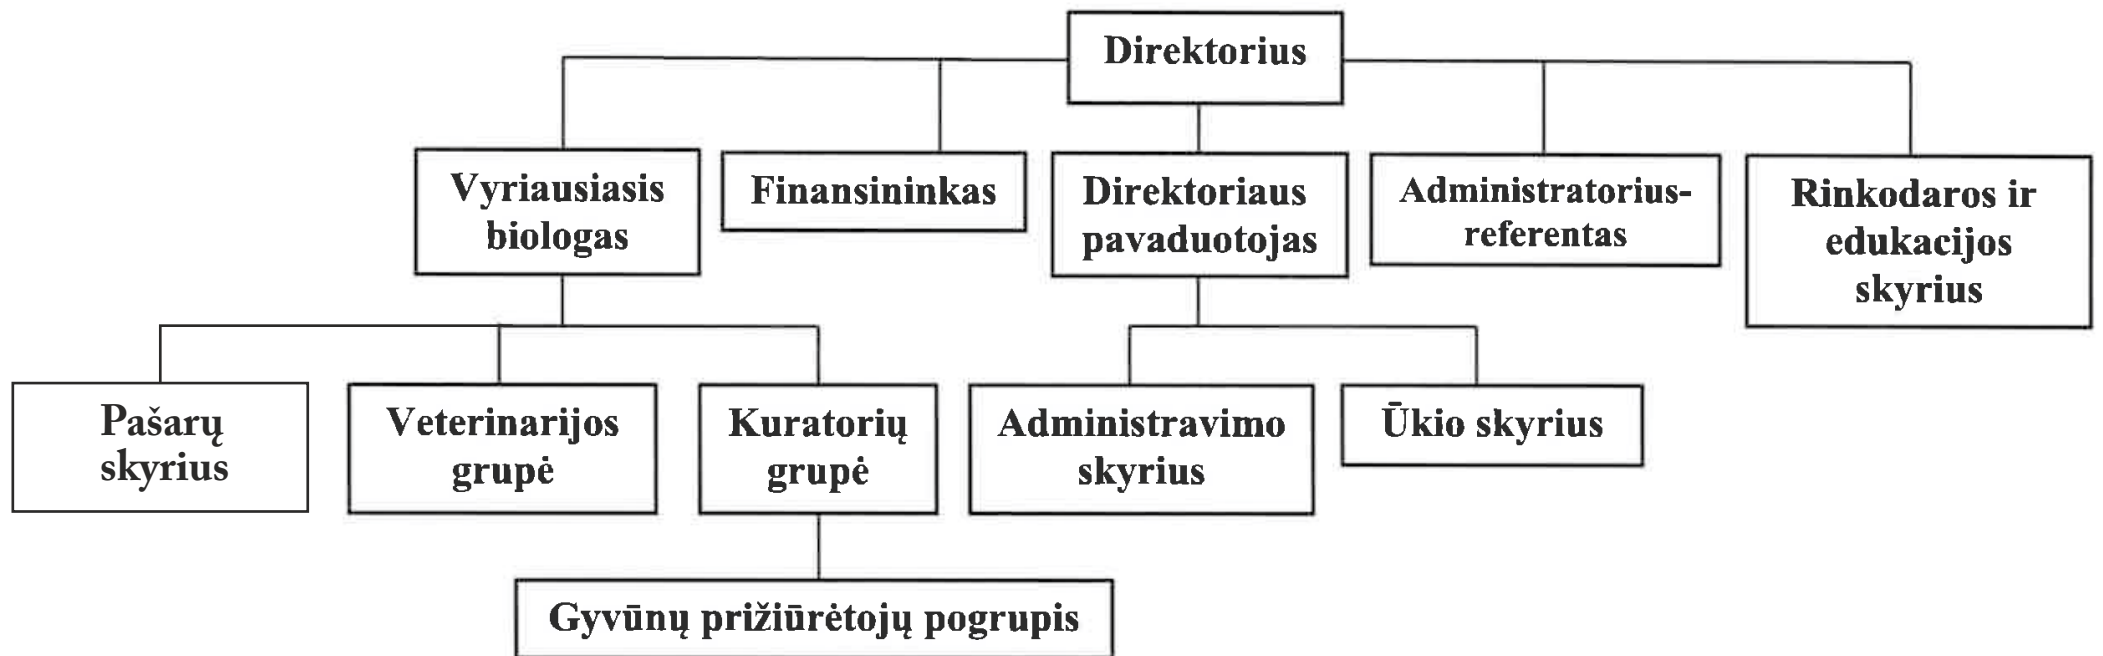 Direktorius
Vyriausiasis
biologas
Finansininkas
Direktoriaus
pavaduotojas
Administratorius-
referentas
Rinkodaros ir
edukacijos
skyrius
Pašarų
skyrius
Veterinarijos
grupė
Kuratorių
grupė
Administravimo
skyrius
Ūkio skyrius
Gyvūnų prižiūrėtojų pogrupis